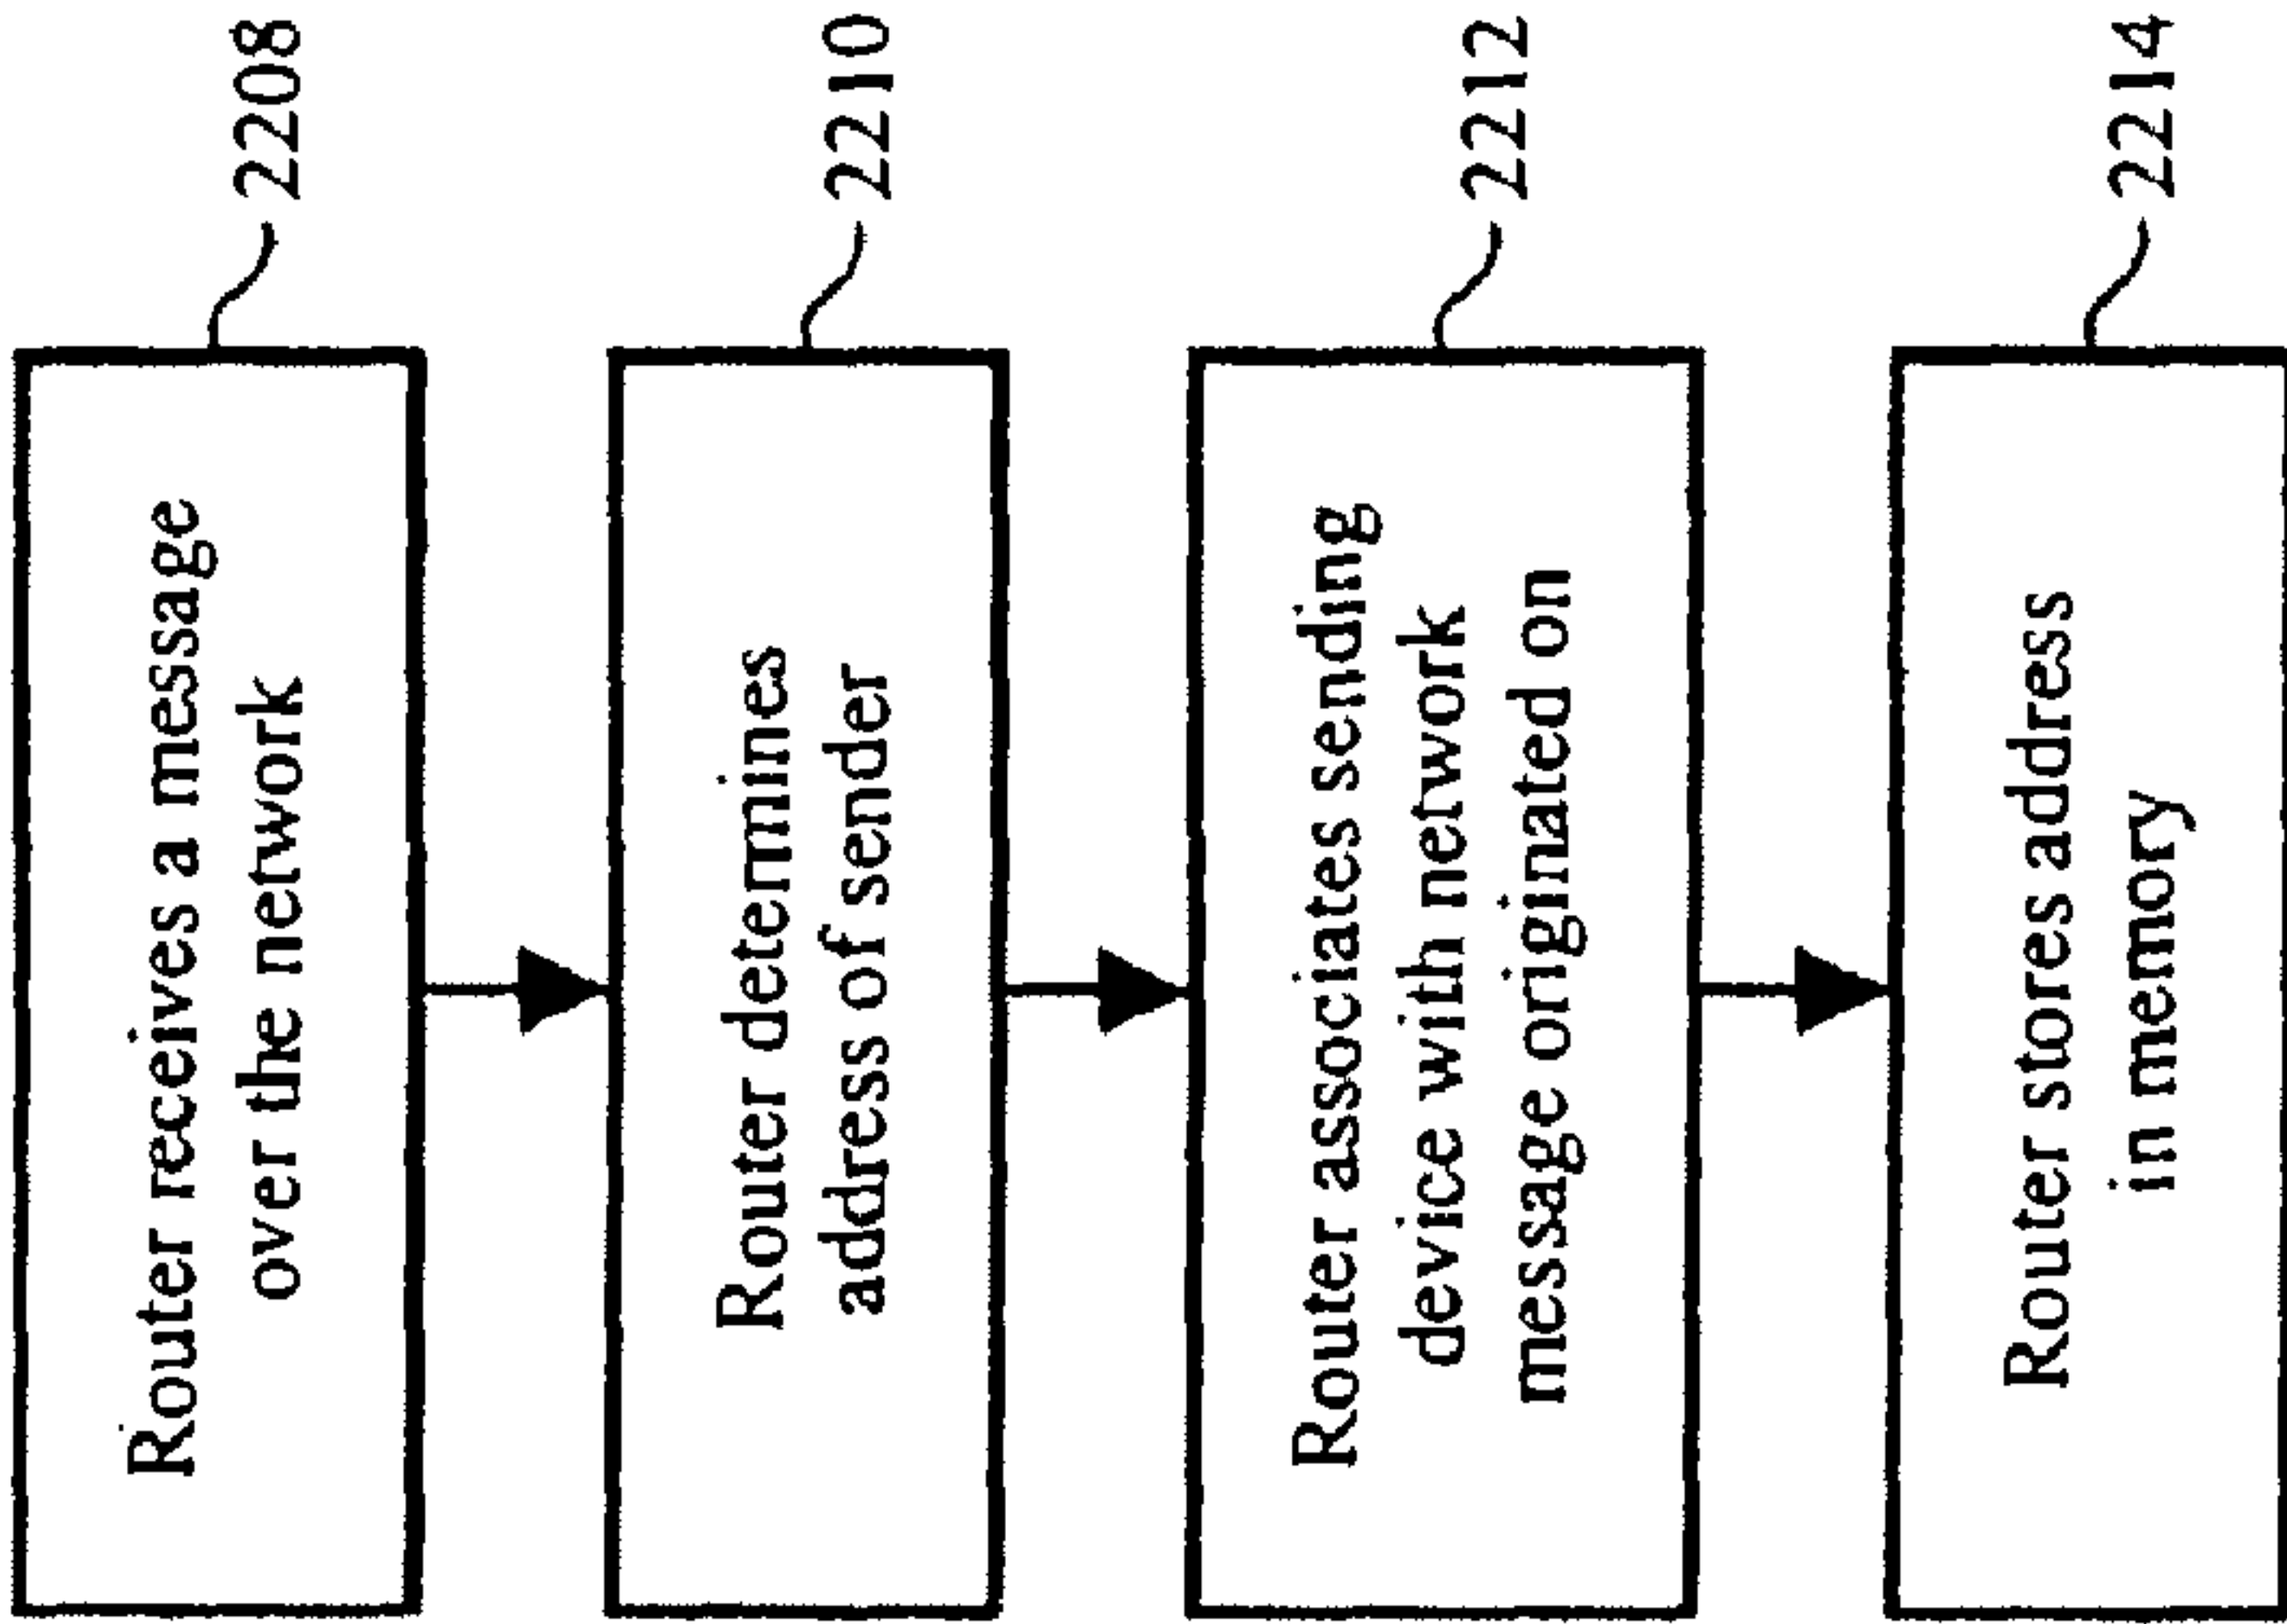 Router receives a message
over the network
2208
Router determines
address of sender
2210
Router associates sending
device with network
message originated on
2212
Router stores address
in memory
2214